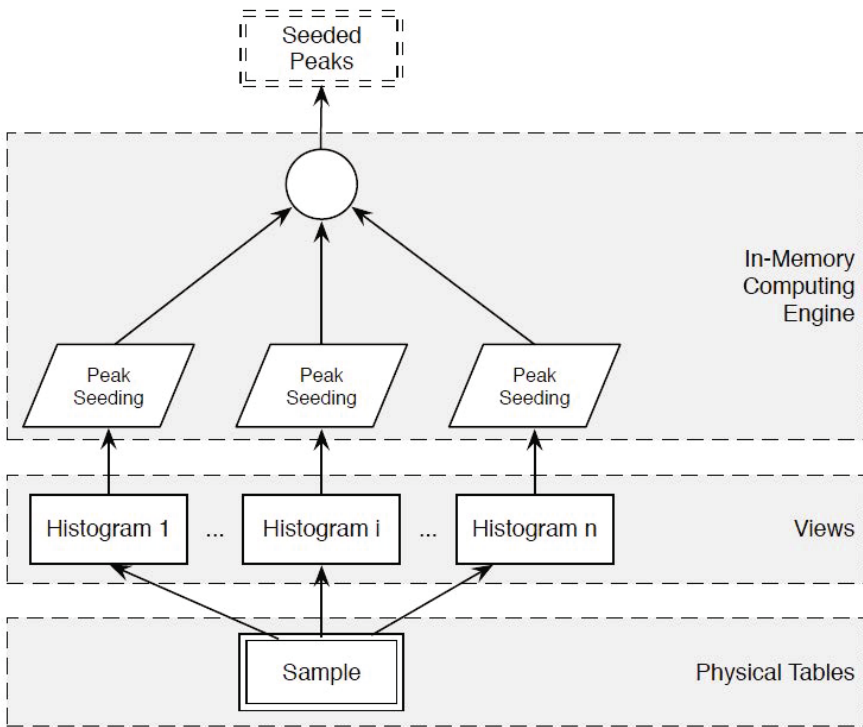 Seeded
Peaks
In-Memory
Computing
Engine
Peak
Seeding
Peak
Seeding
Peak
Seeding
Histogram 1
...
Histogram i
...
Histogram n
Views
Sample
Physical Tables